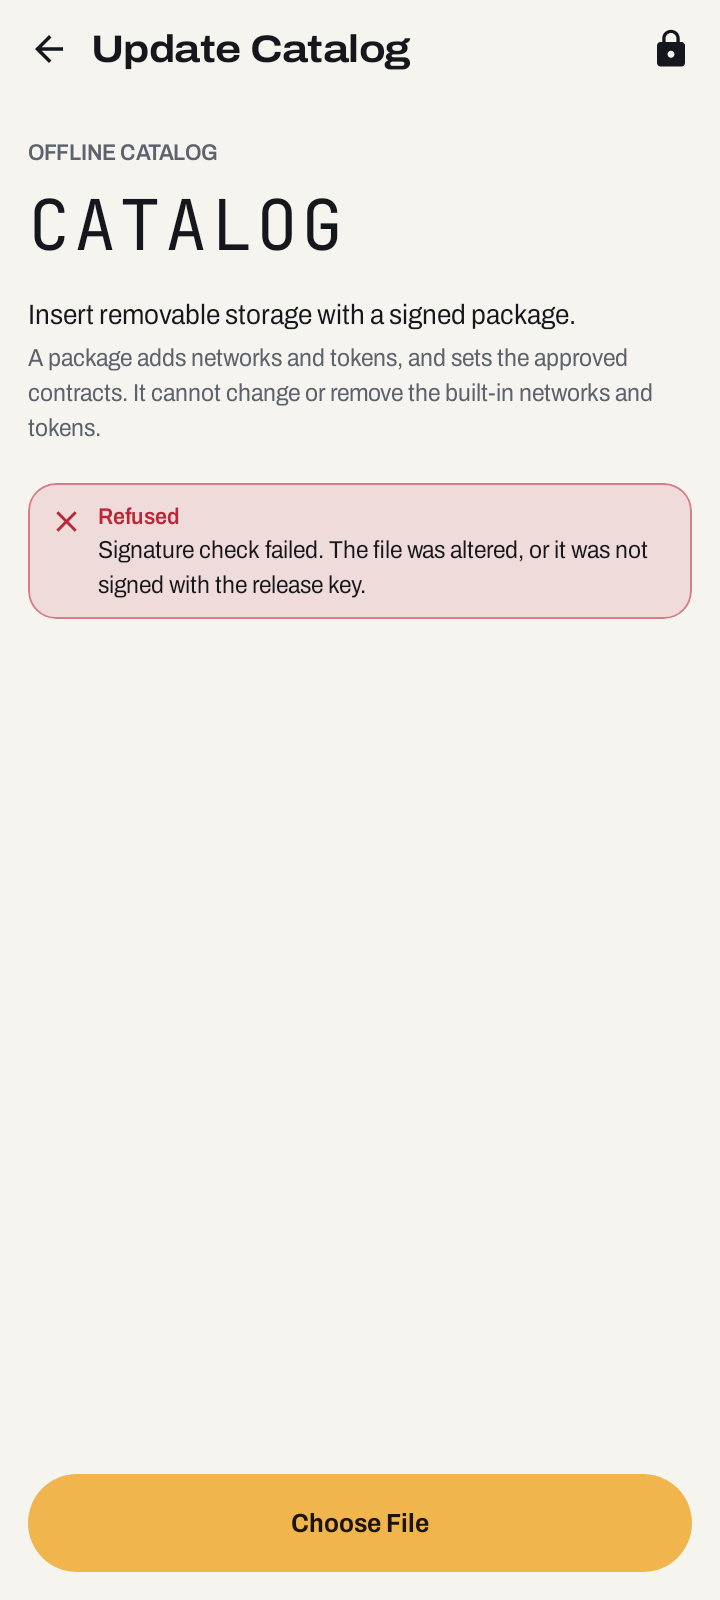 Update Catalog
OFFLINE CATALOG
CATALOG
Insert removable storage with a signed package.
A package adds networks and tokens, and sets the approved
contracts. It cannot change or remove the built-in networks and
tokens.
Refused
Signature check failed. The file was altered, or it was not
signed with the release key.
Choose File